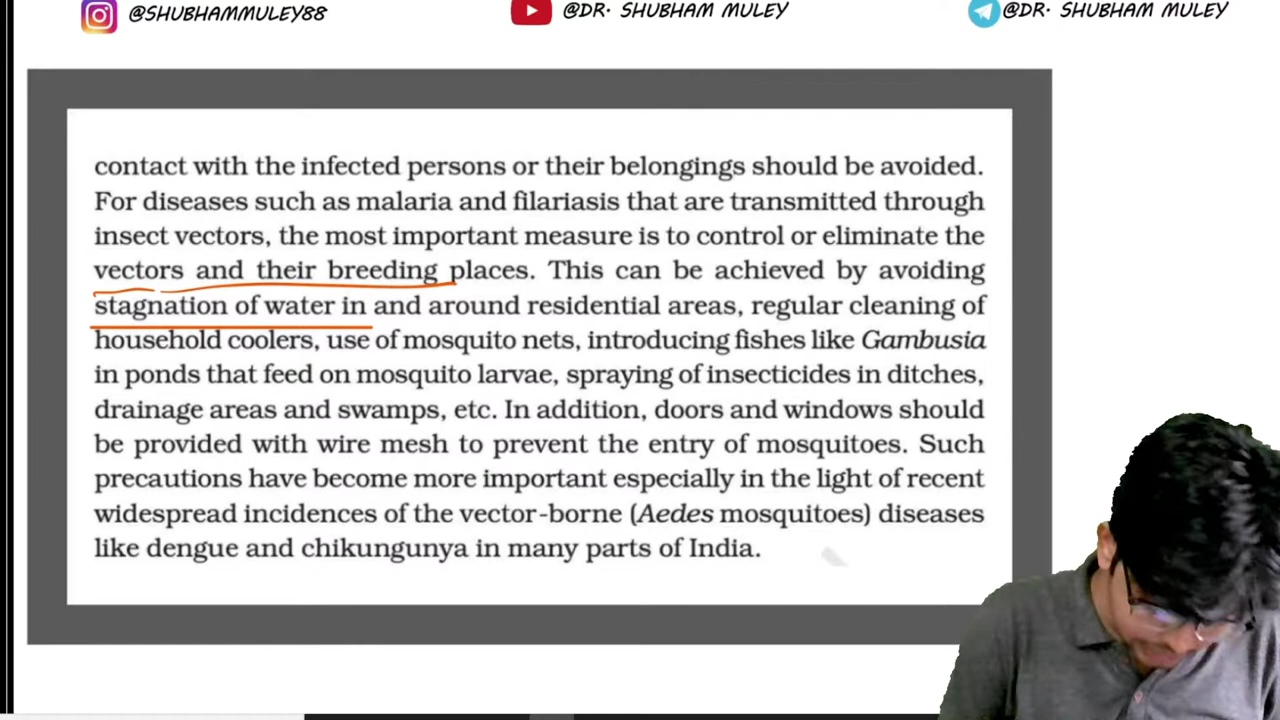 @SHUBHAMMULEY88 @DR. SHUBHAM MULEY @DR. SHUBHAM MULEY
contact with the infected persons or their belongings should be avoided.
For diseases such as malaria and filariasis that are transmitted through
insect vectors, the most important measure is to control or eliminate the
vectors and their breeding places. This can be achieved by avoiding
stagnation of water in and around residential areas, regular cleaning of
household coolers, use of mosquito nets, introducing fishes like Gambusia
in ponds that feed on mosquito larvae, spraying of insecticides in ditches,
drainage areas and swamps, etc. In addition, doors and windows should
be provided with wire mesh to prevent the entry of mosquitoes. Such
precautions have become more important especially in the light of recent
widespread incidences of the vector-borne (Aedes mosquitoes) diseases
like dengue and chikungunya in many parts of India.